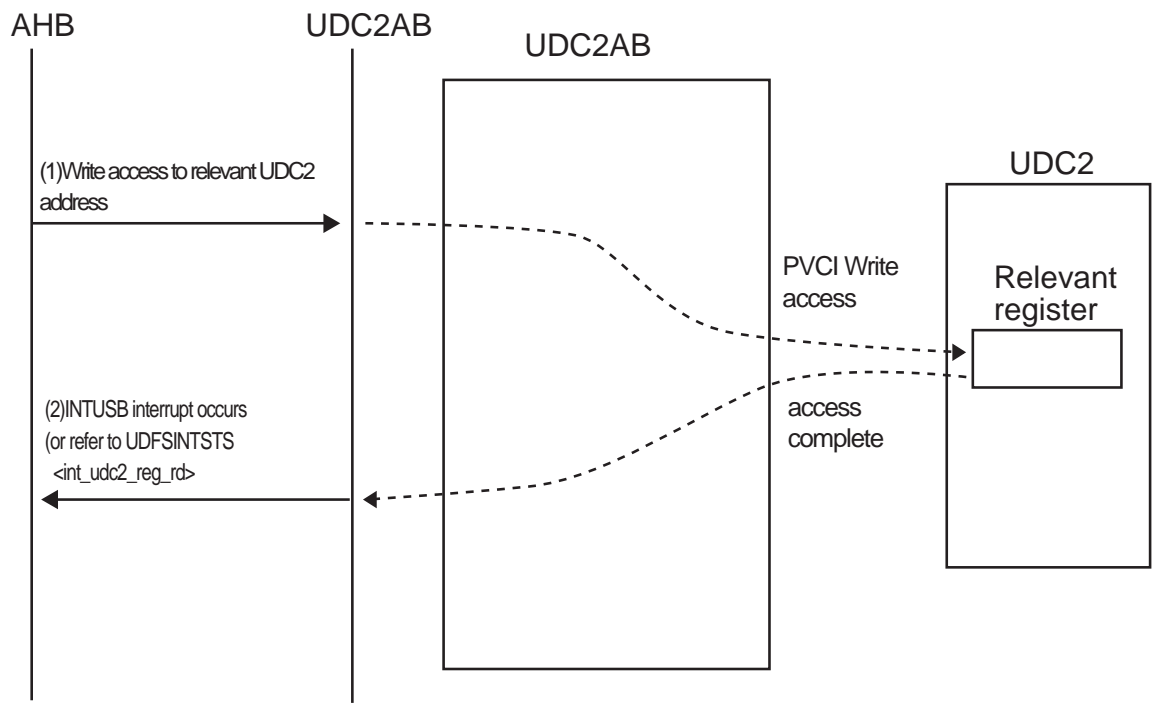 AHB
UDC2AB
UDC2AB
(1)Write access to relevant UDC2
address
UDC2
PVCI Write
access
Relevant
register
(2)INTUSB interrupt occurs
(or refer to UDFSINTSTS
<int_udc2_reg_rd>
access
complete